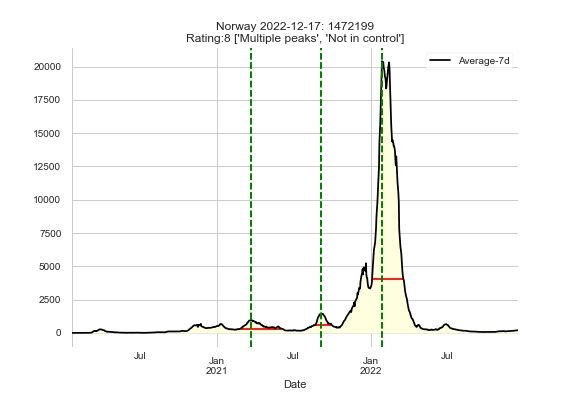 Norway 2022-12-17: 1472199
Rating:8 ['Multiple peaks', 'Not in control']
Average-7d
20000
17500
15000
12500
10000
7500
5000
2500
0
Jul
Jan
2021
Jul
Jan
2022
Jul
Date